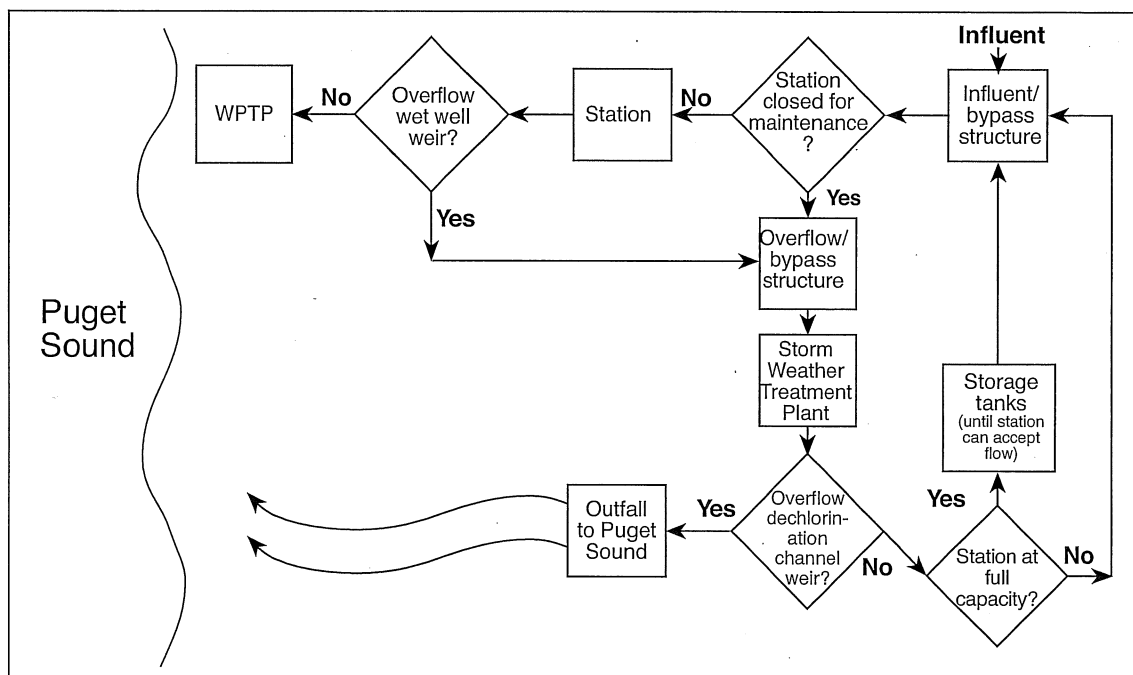 Influent
WPTP
No
Overflow
wet well
weir?
Station
No
Station
closed for
maintenance
?
Influent/
bypass
structure
Yes
Yes
Overflow/
bypass
structure
Puget
Sound
Storm
Weather
Treatment
Plant
Storage
tanks
(until station
can accept
flow)
Outfall
to Puget
Sound
Yes
Overflow
dechlorin-
ation
channel
weir?
No
Yes
Station at
full
capacity?
No